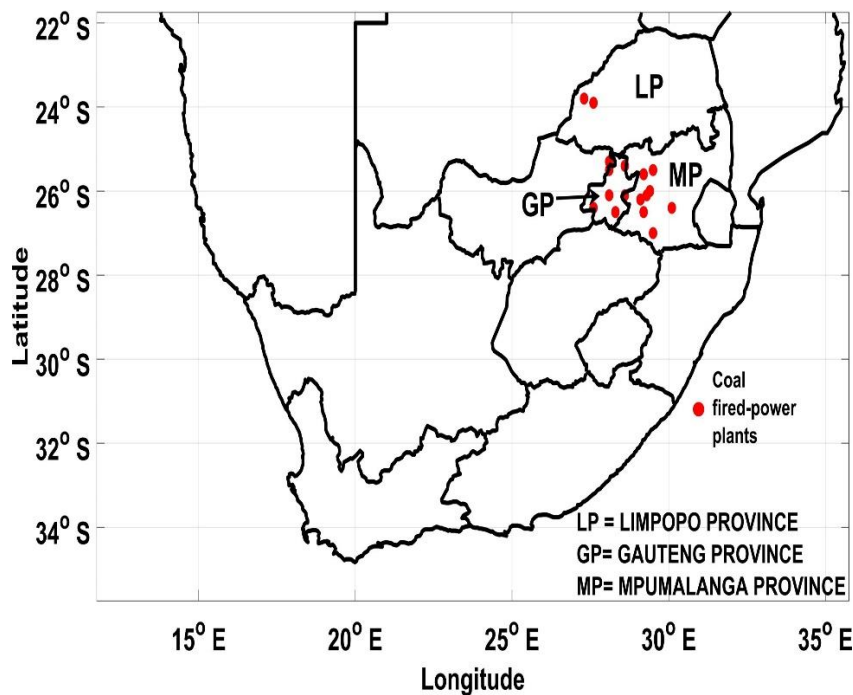 22° S
24° S
26° S
28° S
30° S
32° S
34° S
Latitude
LP
MP
GP
Coal
fired-power
plants
LP = LIMPOPO PROVINCE
GP= GAUTENG PROVINCE
MP= MPUMALANGA PROVINCE
15° E
20° E
25° E
30° E
35° E
Longitude